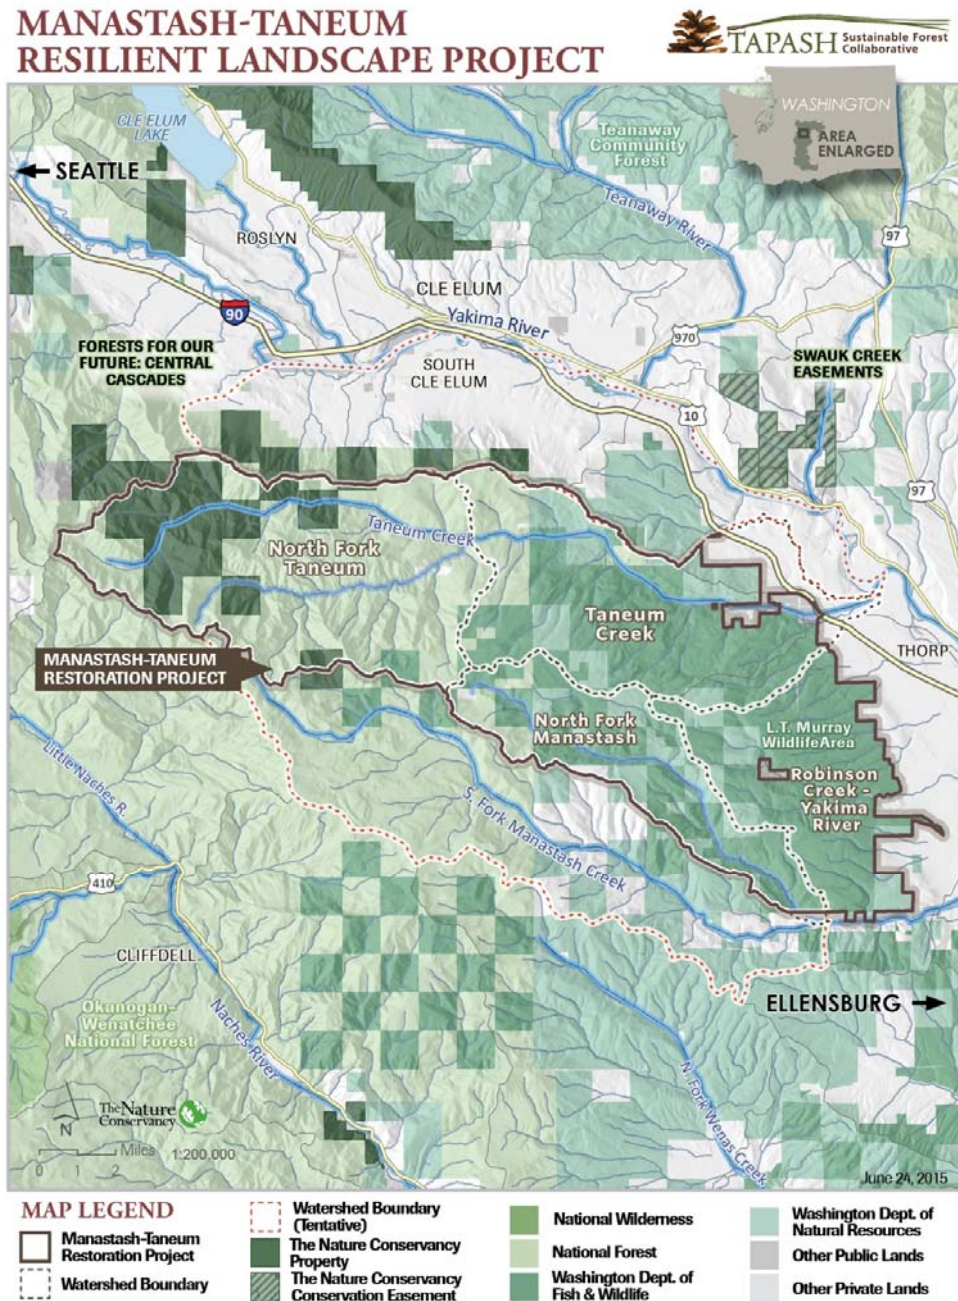 MANASTASH-TANEUM
RESILIENT LANDSCAPE PROJECT
TAPASH Sustainable Forest
Collaborative
CLE ELUM
LAKE
WASHINGTON
AREA
ENLARGED
Teanaway
Community
Forest
SEATTLE
Teanaway River
97
ROSLYN
CLE ELUM
90
Yakima River
970
FORESTS FOR OUR
FUTURE: CENTRAL
CASCADES
SOUTH
CLE ELUM
SWAUK CREEK
EASEMENTS
10
97
Taneum Creek
North Fork
Taneum
Taneum
Creek
THORP
MANASTASH-TANEUM
RESTORATION PROJECT
North Fork
Manastash
L.T. Murray
WildlifeArea
Robinson
Creek -
Yakima
River
Little Naches R.
S. Fork Manastash Creek
410
CLIFFDELL
Okanogan-
Wenatchee
National Forest
Naches River
ELLENSBURG
N. Fork Wenas Creek
N
The Nature
Conservancy
Miles
0 1 2
1:200,000
June 24, 2015
MAP LEGEND
Manastash-Taneum
Restoration Project
Watershed Boundary
Watershed Boundary
(Tentative)
The Nature Conservancy
Property
The Nature Conservancy
Conservation Easement
National Wilderness
National Forest
Washington Dept. of
Fish & Wildlife
Washington Dept. of
Natural Resources
Other Public Lands
Other Private Lands